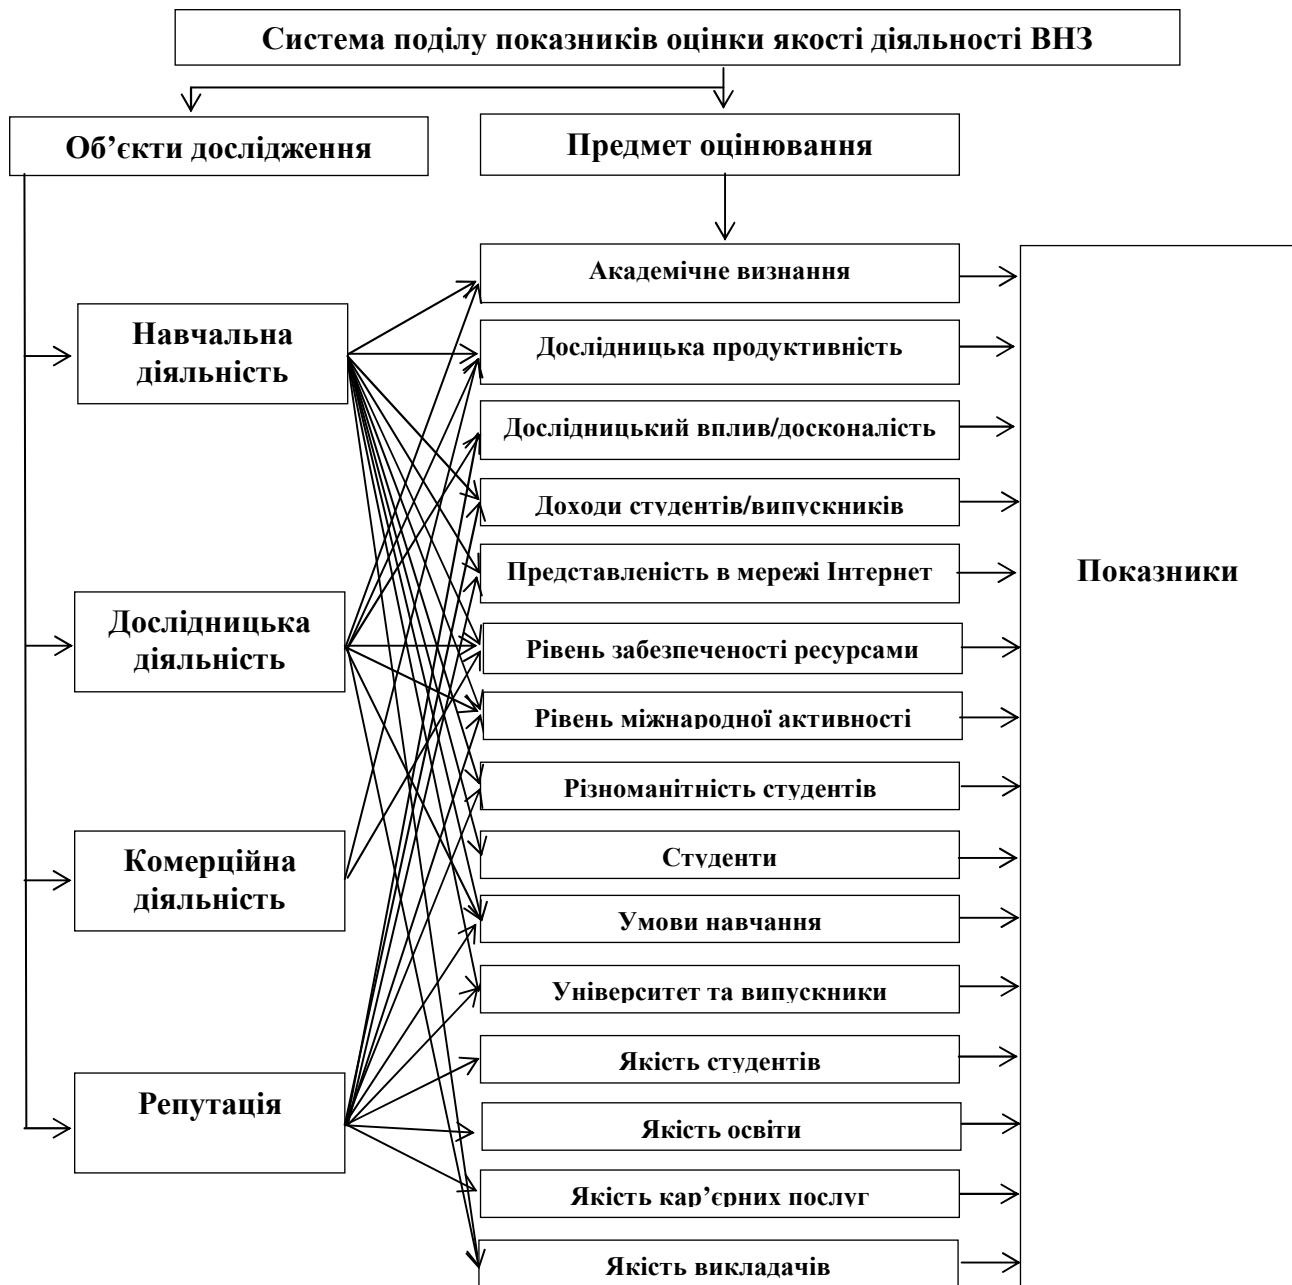 Система поділу показників оцінки якості діяльності ВНЗ
Об’єкти дослідження
Предмет оцінювання
Навчальна
діяльність
Дослідницька
діяльність
Комерційна
діяльність
Репутація
Академічне визнання
Дослідницька продуктивність
Дослідницький вплив/досконалість
Доходи студентів/випускників
Представленість в мережі Інтернет
Рівень забезпеченості ресурсами
Рівень міжнародної активності
Різноманітність студентів
Студенти
Умови навчання
Університет та випускники
Якість студентів
Якість освіти
Якість кар’єрних послуг
Якість викладачів
Показники